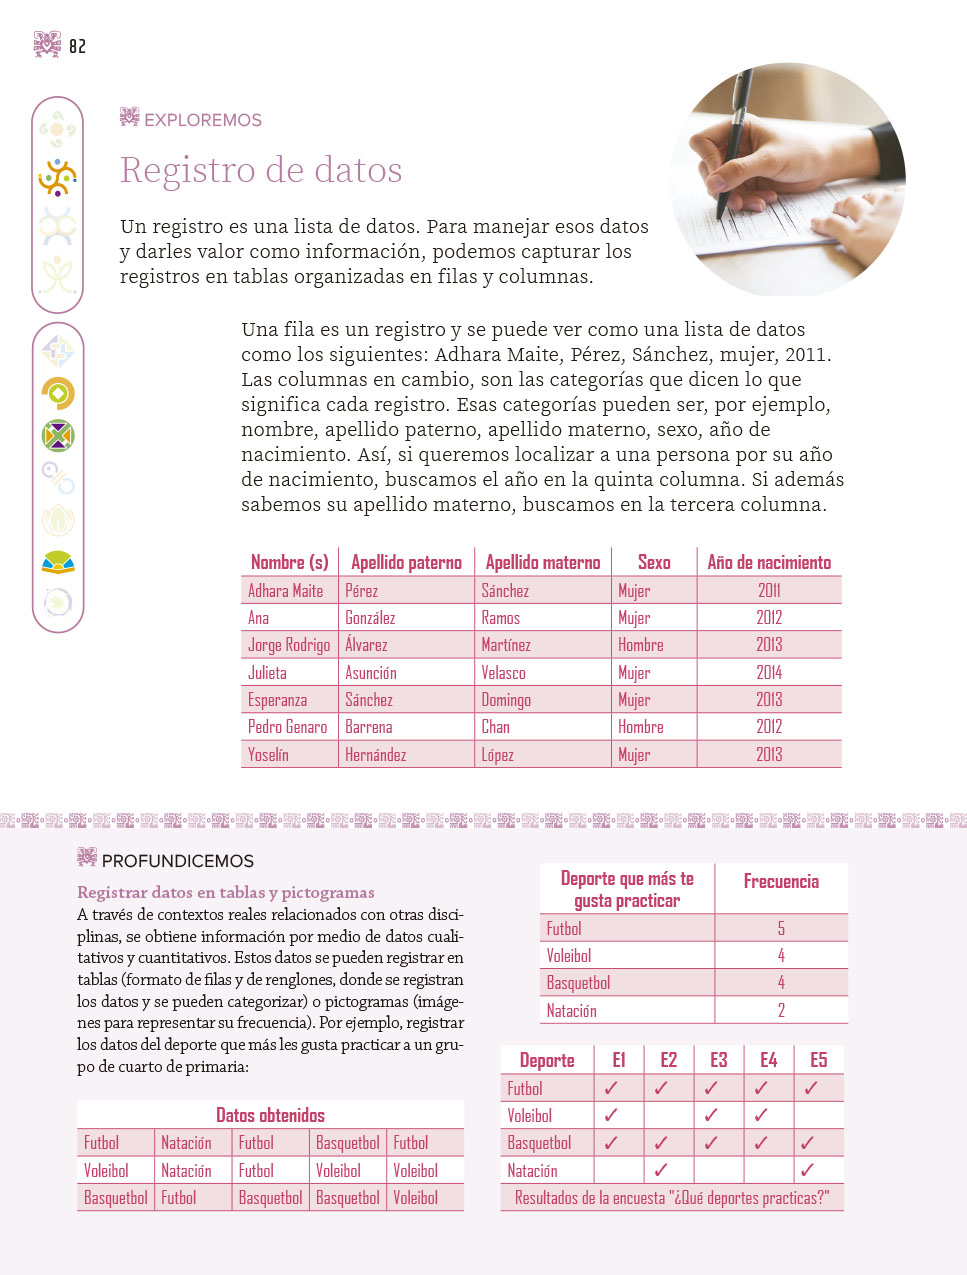 82
EXPLOREMOS
Registro de datos
Un registro es una lista de datos. Para manejar esos datos
y darles valor como información, podemos capturar los
registros en tablas organizadas en filas y columnas.
Una fila es un registro y se puede ver como una lista de datos
como los siguientes: Adhara Maite, Pérez, Sánchez, mujer, 2011.
Las columnas en cambio, son las categorías que dicen lo que
significa cada registro. Esas categorías pueden ser, por ejemplo,
nombre, apellido paterno, apellido materno, sexo, año de
nacimiento. Así, si queremos localizar a una persona por su año
de nacimiento, buscamos el año en la quinta columna. Si además
sabemos su apellido materno, buscamos en la tercera columna.
Nombre (s) Apellido paterno Apellido materno Sexo Año de nacimiento
Adhara Maite Pérez Sánchez Mujer 2011
Ana González Ramos Mujer 2012
Jorge Rodrigo Álvarez Martínez Hombre 2013
Julieta Asunción Velasco Mujer 2014
Esperanza Sánchez Domingo Mujer 2013
Pedro Genaro Barrena Chan Hombre 2012
Yoselín Hernández López Mujer 2013
PROFUNDICEMOS
Registrar datos en tablas y pictogramas
A través de contextos reales relacionados con otras disci-
plinas, se obtiene información por medio de datos cuali-
tativos y cuantitativos. Estos datos se pueden registrar en
tablas (formato de filas y de renglones, donde se registran
los datos y se pueden categorizar) o pictogramas (imáge-
nes para representar su frecuencia). Por ejemplo, registrar
los datos del deporte que más les gusta practicar a un gru-
po de cuarto de primaria:
Datos obtenidos
Futbol Natación Futbol Basquetbol Futbol
Voleibol Natación Futbol Voleibol Voleibol
Basquetbol Futbol Basquetbol Basquetbol Voleibol
Deporte que más te
gusta practicar Frecuencia
Futbol 5
Voleibol 4
Basquetbol 4
Natación 2
Deporte E1 E2 E3 E4 E5
Futbol ✓ ✓ ✓ ✓ ✓
Voleibol ✓ ✓ ✓
Basquetbol ✓ ✓ ✓ ✓ ✓
Natación ✓ ✓
Resultados de la encuesta "¿Qué deportes practicas?"